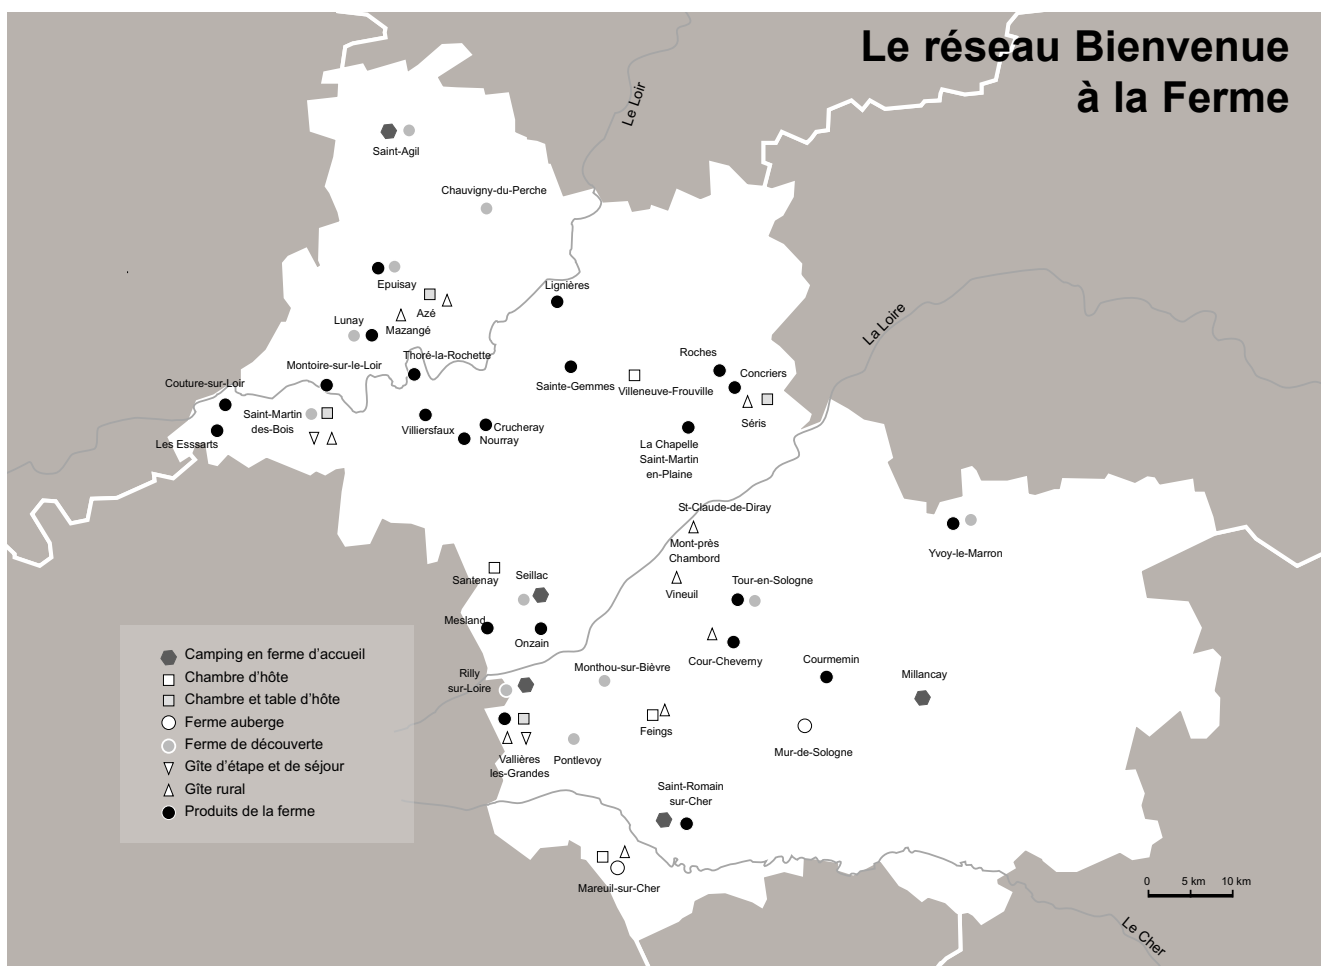 Le réseau Bienvenue
à la Ferme
Le Loir
Saint-Agil
Chauvigny-du-Perche
Epuisay
Lignières
Azé
Lunay
Mazangé
La Loire
Montoire-sur-le-Loir
Thoré-la-Rochette
Roches
Concriers
Couture-sur-Loir
Sainte-Gemmes
Villeneuve-Frouville
Saint-Martin
des-Bois
Séris
Villiersfaux
Crucheray
Nourray
Les Esssarts
La Chapelle
Saint-Martin
en-Plaine
St-Claude-de-Diray
Mont-près
Chambord
Yvoy-le-Marron
Santenay
Seillac
Vineuil
Tour-en-Sologne
Mesland
Onzain
Cour-Cheverny
Courmemin
Monthou-sur-Bièvre
Millancay
Rilly
sur-Loire
Feings
Mur-de-Sologne
Vallières
les-Grandes
Pontlevoy
Saint-Romain
sur-Cher
Mareuil-sur-Cher
Camping en ferme d'accueil
Chambre d'hôte
Chambre et table d'hôte
Ferme auberge
Ferme de découverte
Gîte d'étape et de séjour
Gîte rural
Produits de la ferme
0 5 km 10 km
Le Cher